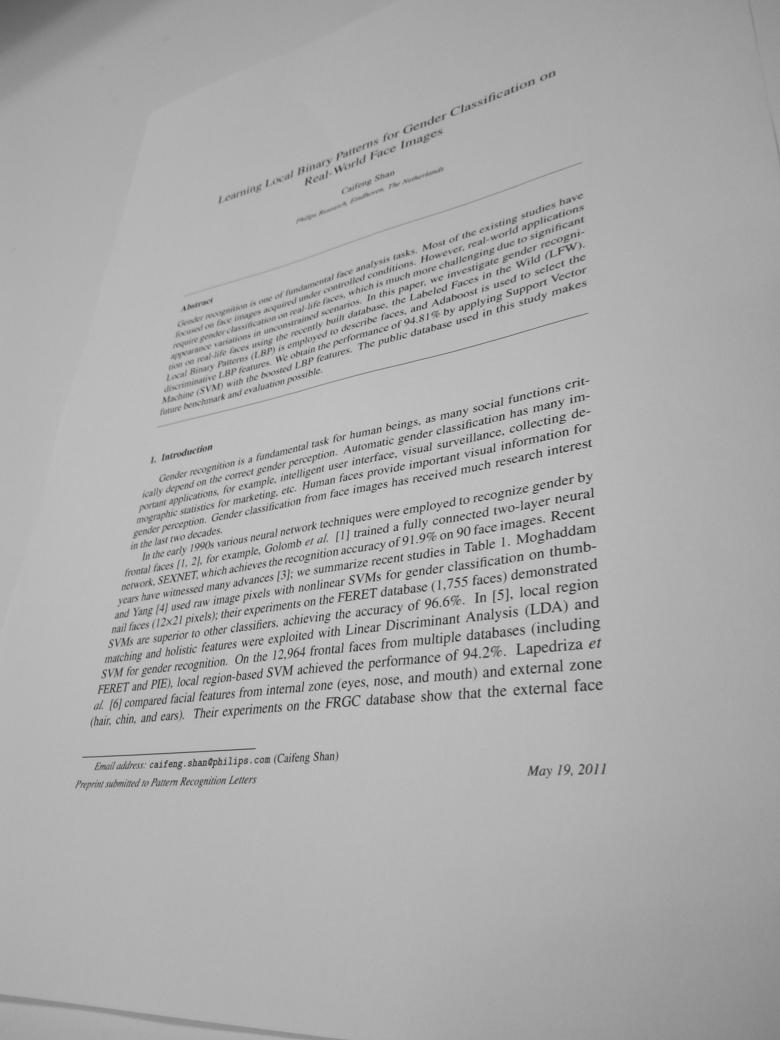 Learning Local Binary Patterns for Gender Classification on
Real-World Face Images
Caifeng Shan
Philips Research, Eindhoven, The Netherlands
Abstract
Gender recognition is one of fundamental face analysis tasks. Most of the existing studies have
focused on face images acquired under controlled conditions. However, real-world applications
require gender classification on real-life faces, which is much more challenging due to significant
appearance variations in unconstrained scenarios. In this paper, we investigate gender recogni-
tion on real-life faces using the recently built database, the Labeled Faces in the Wild (LFW).
Local Binary Patterns (LBP) is employed to describe faces, and Adaboost is used to select the
discriminative LBP features. We obtain the performance of 94.81% by applying Support Vector
Machine (SVM) with the boosted LBP features. The public database used in this study makes
future benchmark and evaluation possible.
1. Introduction
Gender recognition is a fundamental task for human beings, as many social functions crit-
ically depend on the correct gender perception. Automatic gender classification has many im-
portant applications, for example, intelligent user interface, visual surveillance, collecting de-
mographic statistics for marketing, etc. Human faces provide important visual information for
gender perception. Gender classification from face images has received much research interest
in the last two decades.
In the early 1990s various neural network techniques were employed to recognize gender by
frontal faces [1, 2], for example, Golomb et al. [1] trained a fully connected two-layer neural
network, SEXNET, which achieves the recognition accuracy of 91.9% on 90 face images. Recent
years have witnessed many advances [3]; we summarize recent studies in Table 1. Moghaddam
and Yang [4] used raw image pixels with nonlinear SVMs for gender classification on thumb-
nail faces (12×21 pixels); their experiments on the FERET database (1,755 faces) demonstrated
SVMs are superior to other classifiers, achieving the accuracy of 96.6%. In [5], local region
matching and holistic features were exploited with Linear Discriminant Analysis (LDA) and
SVM for gender recognition. On the 12,964 frontal faces from multiple databases (including
FERET and PIE), local region-based SVM achieved the performance of 94.2%. Lapedriza et
al. [6] compared facial features from internal zone (eyes, nose, and mouth) and external zone
(hair, chin, and ears). Their experiments on the FRGC database show that the external face
Email address: caifeng.shan@philips.com (Caifeng Shan)
Preprint submitted to Pattern Recognition Letters May 19, 2011